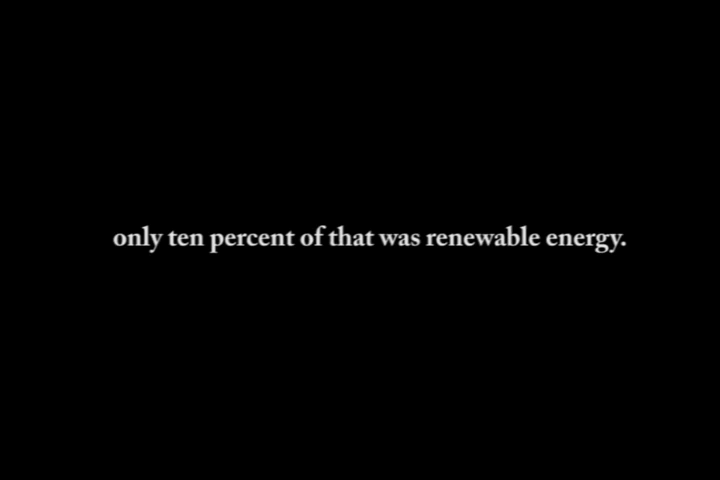 only ten percent of that was renewable energy.